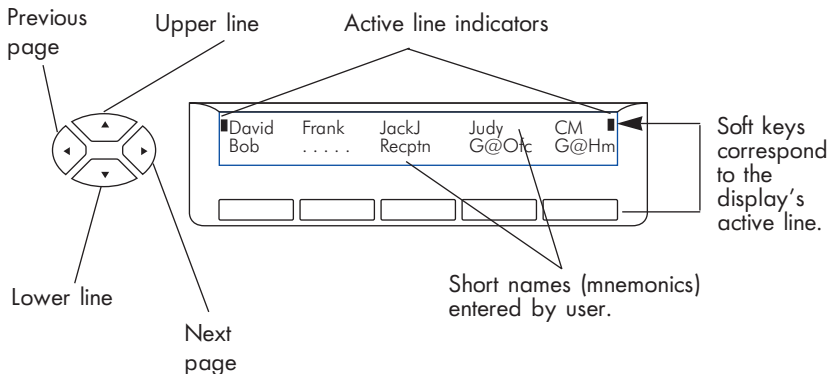 Previous
page
Upper line
Active line indicators
David Frank JackJ Judy CM
Bob ..... Recptn G@Ofc G@Hm
Soft keys
correspond
to the
display's
active line.
Lower line
Next
page
Short names (mnemonics)
entered by user.